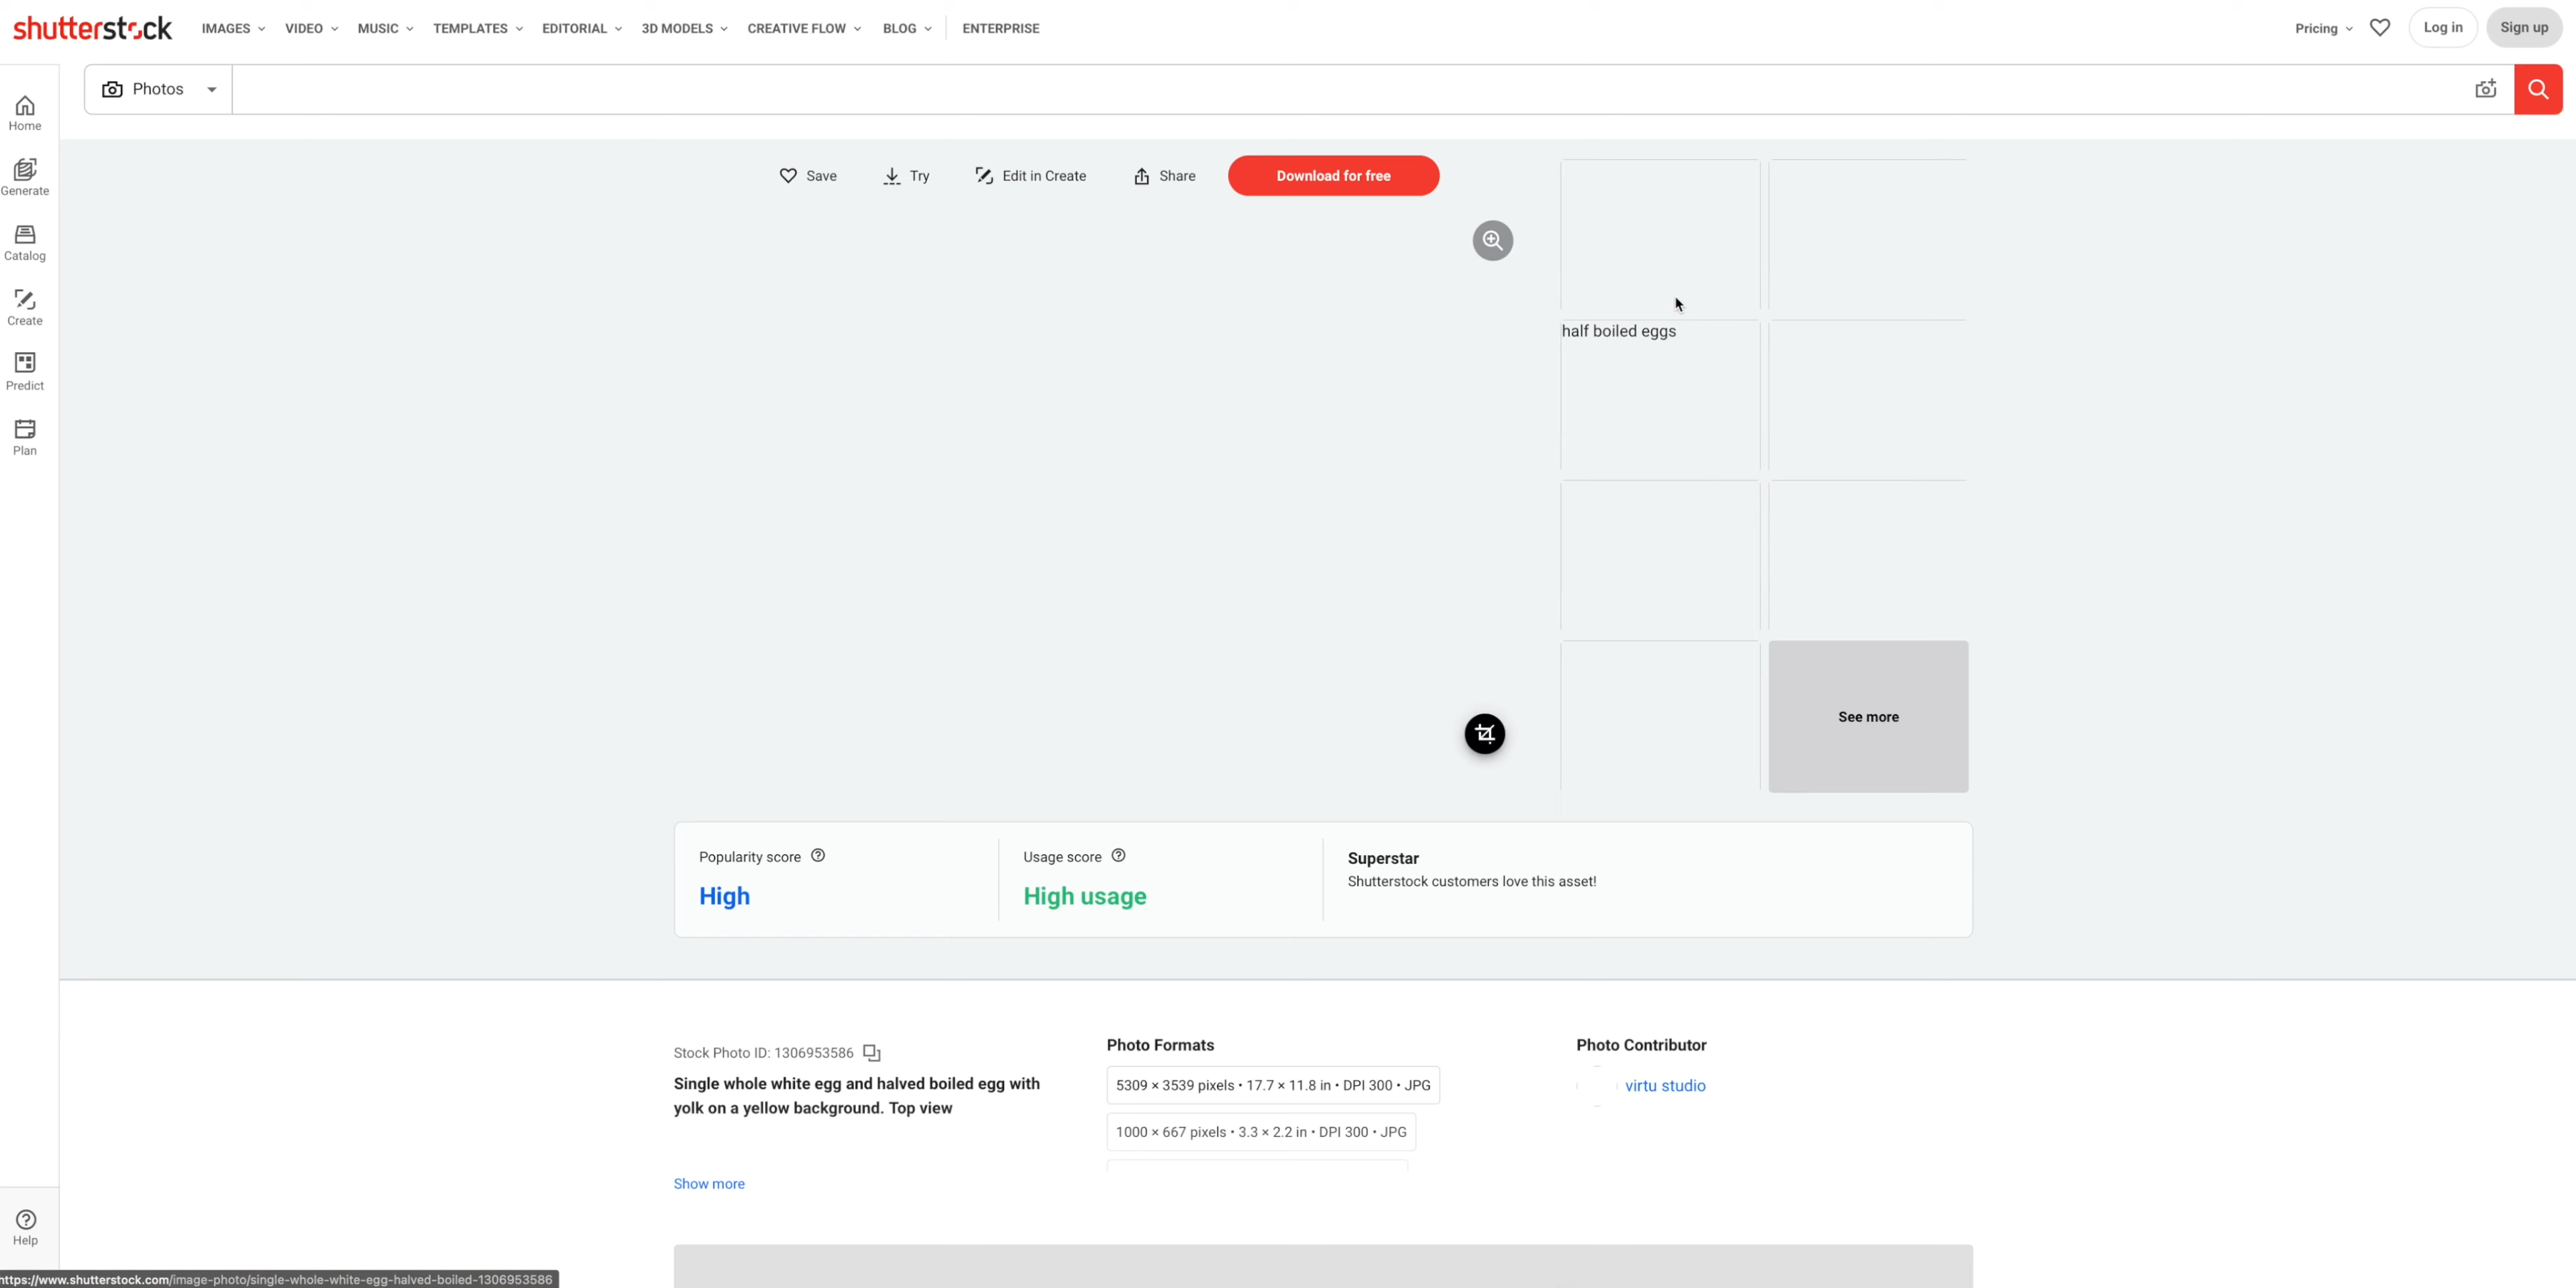 shutterstock
IMAGES VIDEO MUSIC TEMPLATES EDITORIAL 3D MODELS CREATIVE FLOW BLOG ENTERPRISE
Pricing Log in Sign up
Photos
Home
Generate
Catalog
Create
Predict
Plan
Help
Save Try Edit in Create Share Download for free
half boiled eggs
See more
Popularity score
High
Usage score
High usage
Superstar
Shutterstock customers love this asset!
Stock Photo ID: 1306953586
Single whole white egg and halved boiled egg with
yolk on a yellow background. Top view
Show more
Photo Formats
5309 × 3539 pixels • 17.7 × 11.8 in • DPI 300 • JPG
1000 × 667 pixels • 3.3 × 2.2 in • DPI 300 • JPG
Photo Contributor
virtu studio
https://www.shutterstock.com/image-photo/single-whole-white-egg-halved-boiled-1306953586